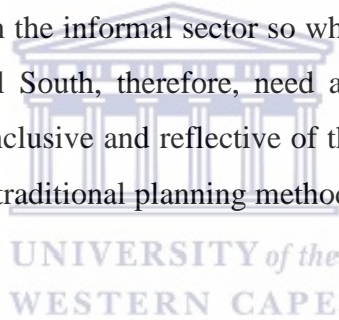 n the informal sector so wh
l South, therefore, need a
nclusive and reflective of th
traditional planning method
UNIVERSITY of the
WESTERN CAPE